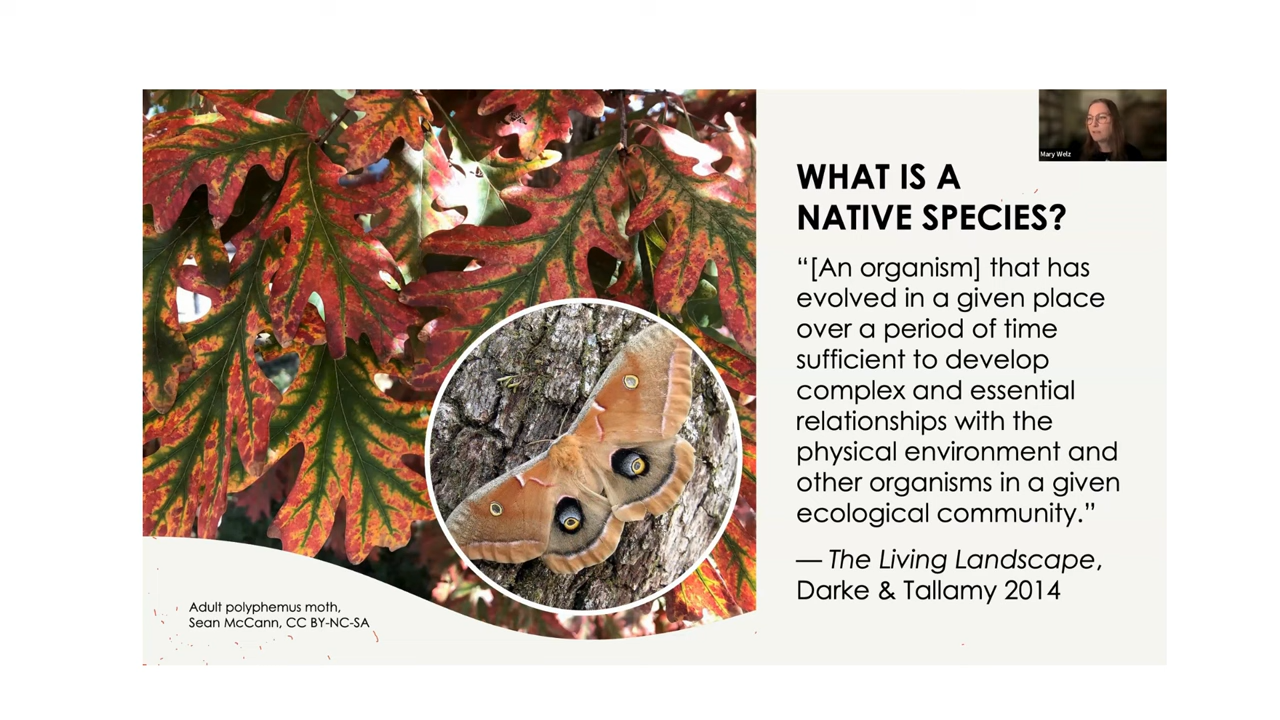 Mary Welz
WHAT IS A
NATIVE SPECIES?
“[An organism] that has
evolved in a given place
over a period of time
sufficient to develop
complex and essential
relationships with the
physical environment and
other organisms in a given
ecological community.”
— The Living Landscape,
Darke & Tallamy 2014
Adult polyphemus moth,
Sean McCann, CC BY-NC-SA